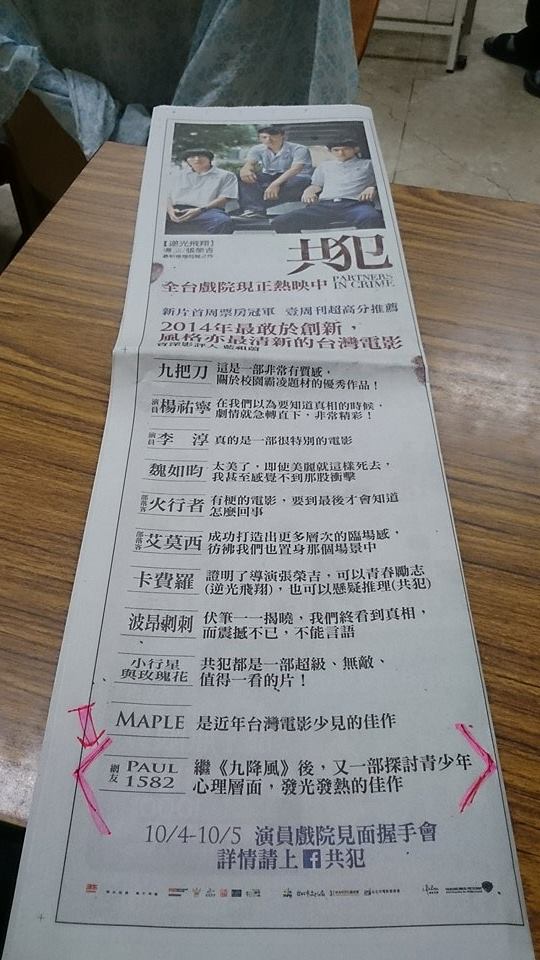 【逆光飛翔】
導演張榮吉
共犯
PARTNERS
IN CRIME
全台戲院現正熱映中
新片首周票房冠軍 壹周刊超高分推薦
2014年最敢於創新，
風格亦最清新的台灣電影
九把刀 這是一部非常有質感，
關於校園霸凌題材的優秀作品！
演員 楊祐寧 在我們以為要知道真相的時候，
劇情就急轉直下，非常精彩！
演員 李 淳 真的是一部很特別的電影
魏如昀 太美了，即使美麗就這樣死去，
我甚至感覺不到那股衝擊
部落客 火行者 有梗的電影，要到最後才會知道
怎麼回事
部落客 艾莫西 成功打造出更多層次的臨場感，
彷彿我們也置身那個場景中
卡費羅 證明了導演張榮吉，可以青春勵志
(逆光飛翔)，也可以懸疑推理(共犯)
波昂刺刺 伏筆一一揭曉，我們終看到真相，
而震撼不已，不能言語
小行星
與玫瑰花 共犯都是一部超級、無敵、
值得一看的片！
MAPLE 是近年台灣電影少見的佳作
網友 PAUL
1582 繼《九降風》後，又一部探討青少年
心理層面，發光發熱的佳作
10/4-10/5 演員戲院見面握手會
詳情請上 f 共犯